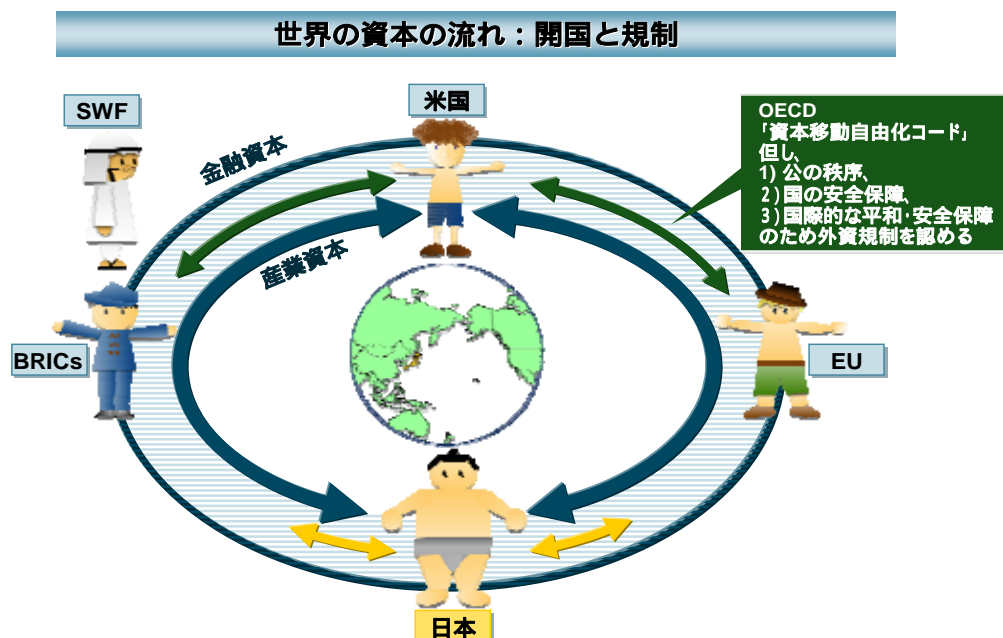 世界の資本の流れ：開国と規制
SWF
米国
金融資本
産業資本
OECD
「資本移動自由化コード」
但し、
1) 公の秩序、
2) 国の安全保障、
3) 国際的な平和･安全保障
のため外資規制を認める
BRICs
EU
日本